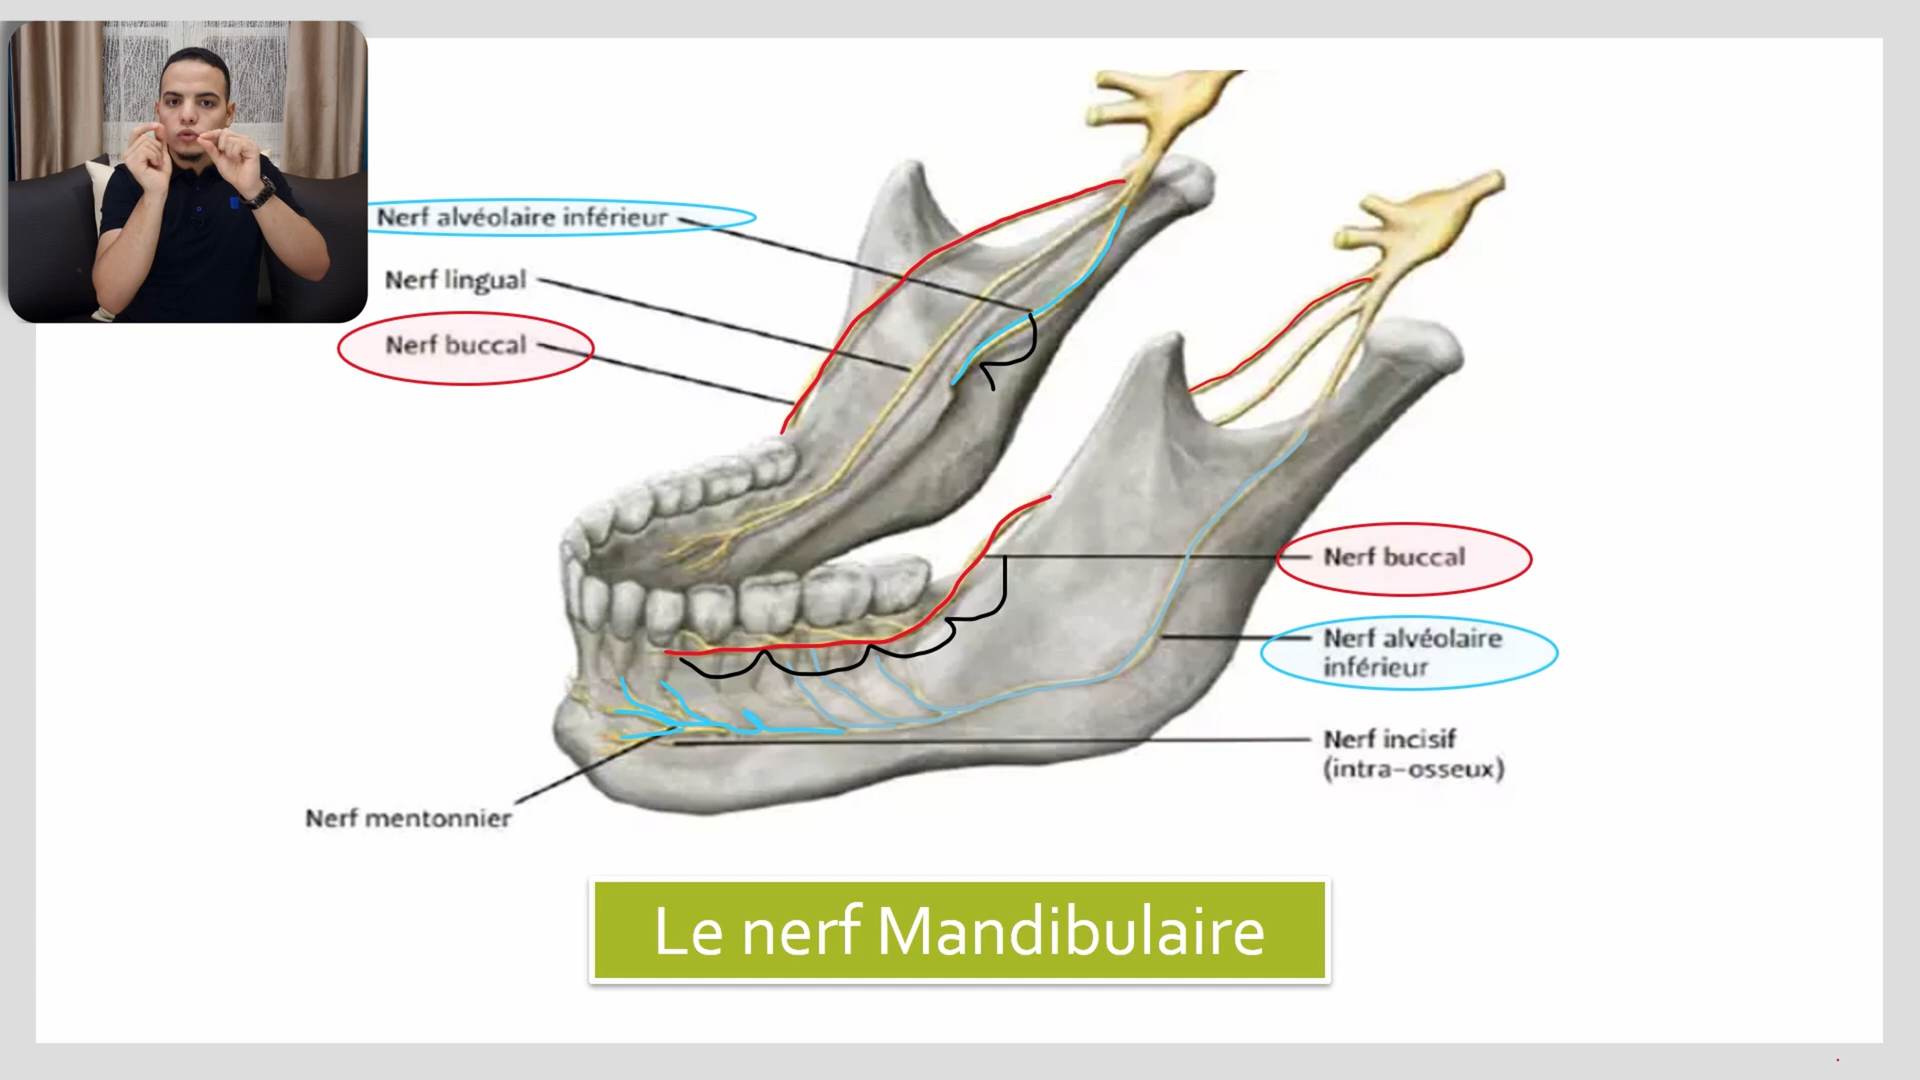 Nerf alvéolaire inférieur
Nerf lingual
Nerf buccal
Nerf buccal
Nerf alvéolaire
inférieur
Nerf incisif
(intra-osseux)
Nerf mentonnier
Le nerf Mandibulaire